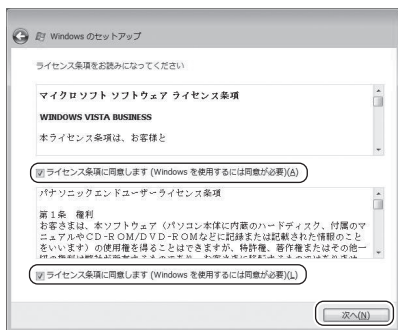 Windows のセットアップ
ライセンス条項をお読みになってください
マイクロソフト ソフトウェア ライセンス条項
WINDOWS VISTA BUSINESS
本ライセンス条項は、お客様と
ライセンス条項に同意します (Windows を使用するには同意が必要)(A)
パナソニックエンドユーザーライセンス条項
第１条 権利
お客さまは、本ソフトウェア（パソコン本体に内蔵のハードディスク、付属のマ
ニュアルやCD-ROM/DVD-ROMなどに記録または記載された情報のこと
をいいます）の使用権を得ることはできますが、特許権、著作権またはその他一
ライセンス条項に同意します (Windows を使用するには同意が必要)(L)
次へ(N)